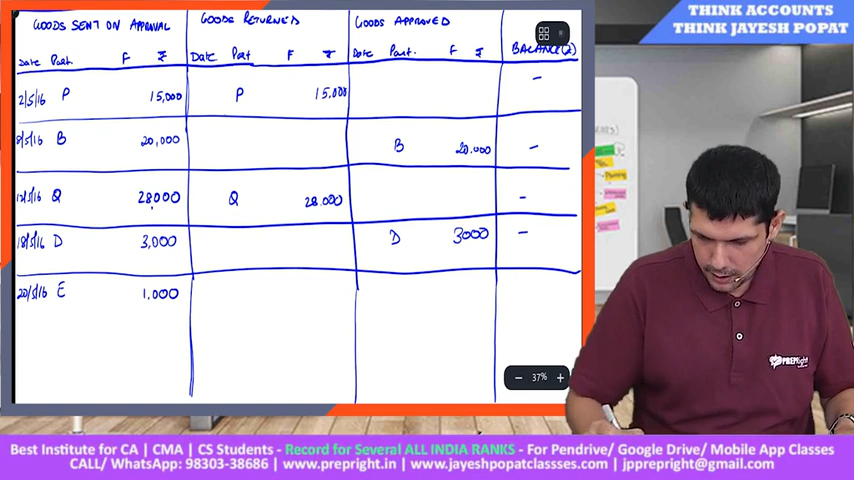 GOODS SENT ON APPROVAL GOODS RETURNED GOODS APPROVED
Date Part F ₹ Date Part F ₹ Date Part. F ₹ BALANCE(₹)
2/5/16 P 15,000 P 15.000 -
8/5/16 B 20,000 B 20.000 -
12/5/16 Q 28,000 Q 28.000 -
18/5/16 D 3,000 D 3000 -
20/5/16 E 1.000
37%
THINK ACCOUNTS
THINK JAYESH POPAT
PREPRight
Best Institute for CA | CMA | CS Students - Record for Several ALL INDIA RANKS - For Pendrive/ Google Drive/ Mobile App Classes
CALL/ WhatsApp: 98303-38686 | www.prepright.in | www.jayeshpopatclassses.com | jpprepright@gmail.com